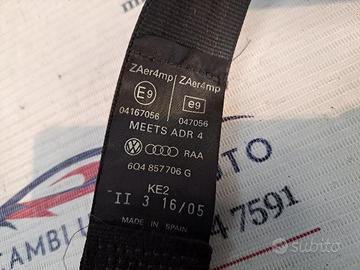 ZAer4mp ZAer4mp
E9 e9
04167056 047056
MEETS ADR 4
RAA
6Q4 857 706 G
KE2
II 3 16/05
MADE IN SPAIN
CAMBI
UTO
4 7591
subito